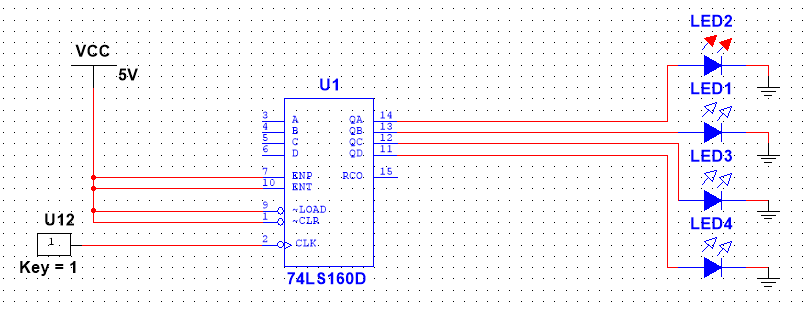 LED2
VCC
5V
U1
LED1
3 A QA 14
4 B QB 13
5 C QC 12
6 D QD 11
LED3
7 ENP RCO 15
10 ENT
9 ~LOAD
1 ~CLR
U12
LED4
1
2 CLK
Key = 1
74LS160D